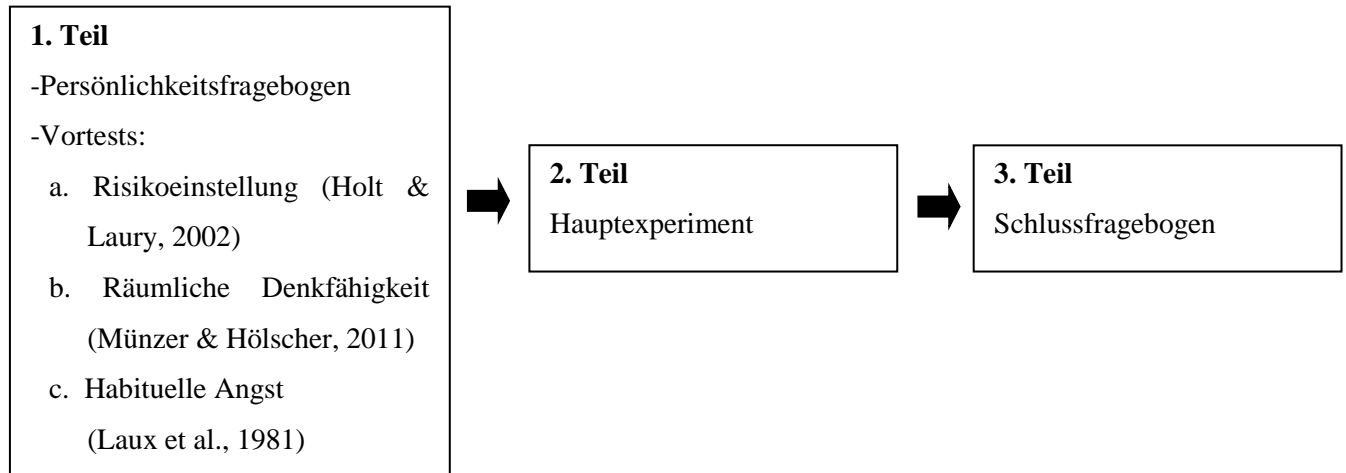 1. Teil
-Persönlichkeitsfragebogen
-Vortests:
a. Risikoeinstellung (Holt &
Laury, 2002)
b. Räumliche Denkfähigkeit
(Münzer & Hölscher, 2011)
c. Habituelle Angst
(Laux et al., 1981)
2. Teil
Hauptexperiment
3. Teil
Schlussfragebogen